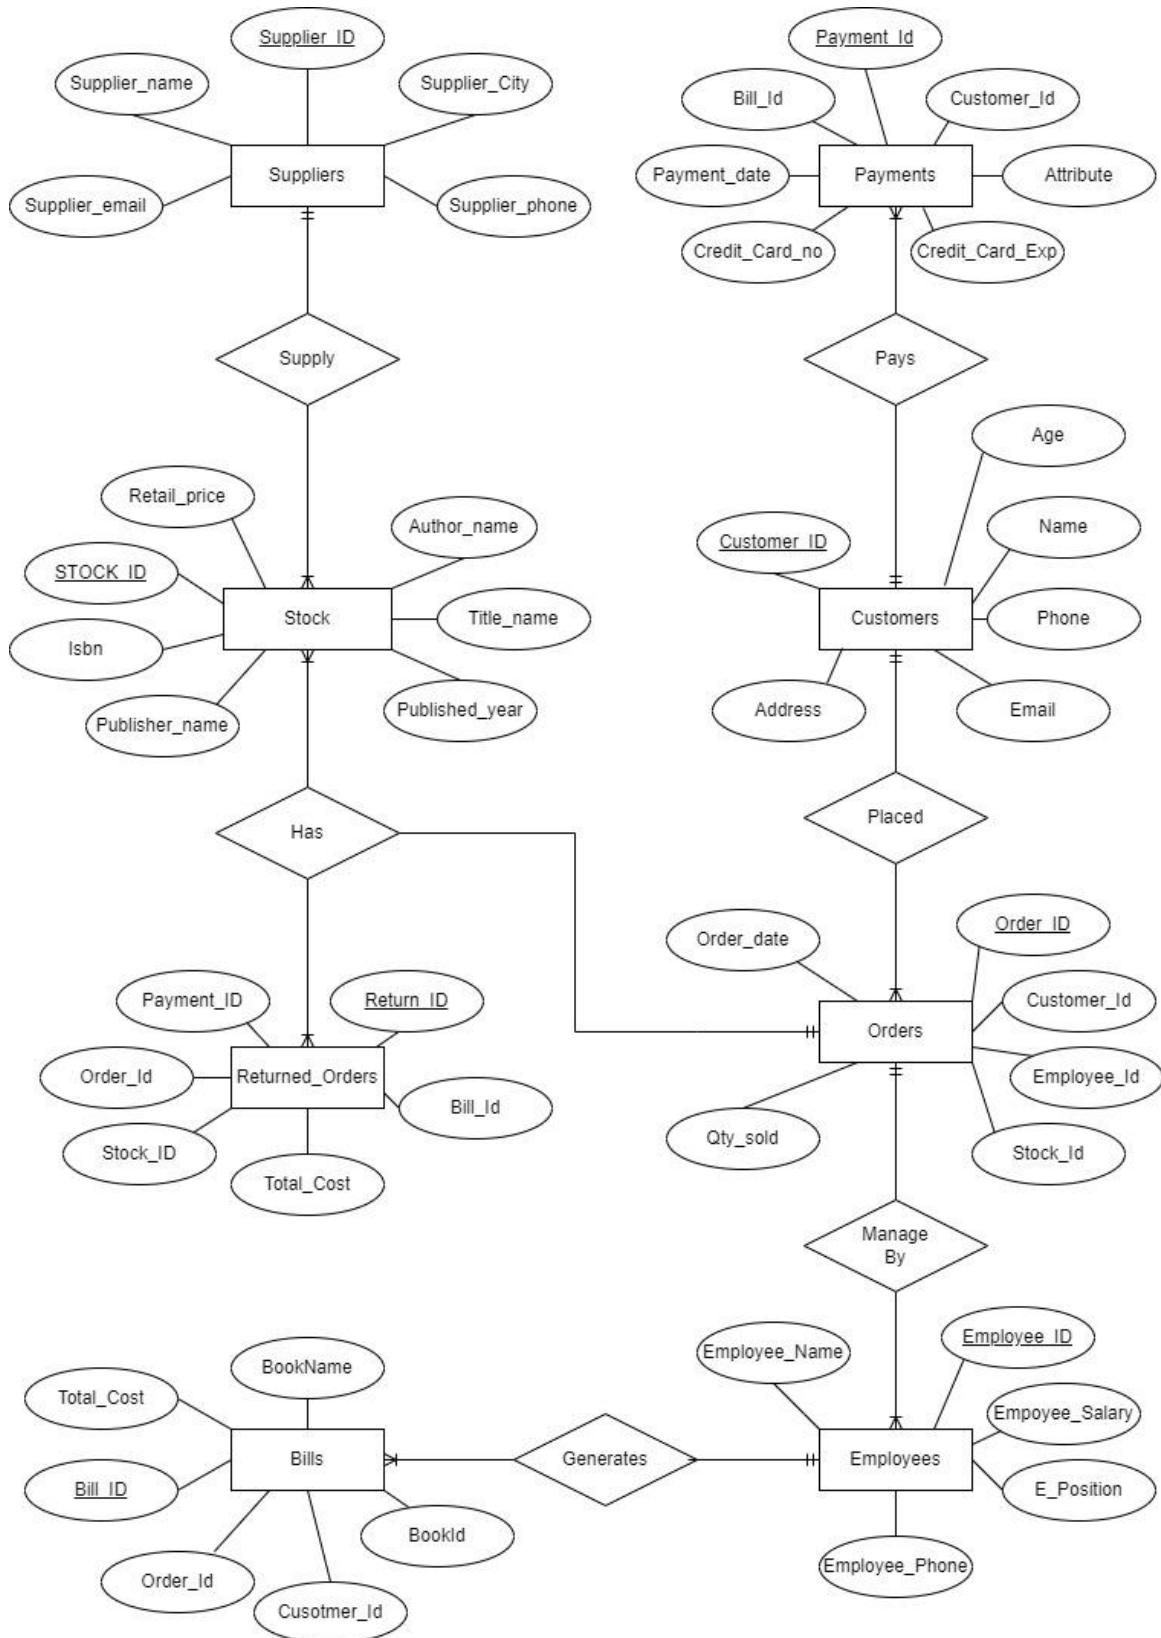 Supplier_ID
Payment_Id
Supplier_name
Supplier_City
Bill_Id
Customer_Id
Suppliers
Payment_date
Payments
Attribute
Supplier_email
Supplier_phone
Credit_Card_no
Credit_Card_Exp
Supply
Pays
Age
Retail_price
Author_name
Name
Customer_ID
STOCK_ID
Stock
Title_name
Customers
Phone
Isbn
Publisher_name
Published_year
Address
Email
Has
Placed
Order_date
Order_ID
Payment_ID
Return_ID
Customer_Id
Orders
Order_Id
Returned_Orders
Employee_Id
Bill_Id
Stock_ID
Qty_sold
Stock_Id
Total_Cost
Manage
By
Employee_Name
Employee_ID
BookName
Total_Cost
Empoyee_Salary
Bills
Generates
Employees
Bill_ID
E_Position
BookId
Employee_Phone
Order_Id
Cusotmer_Id